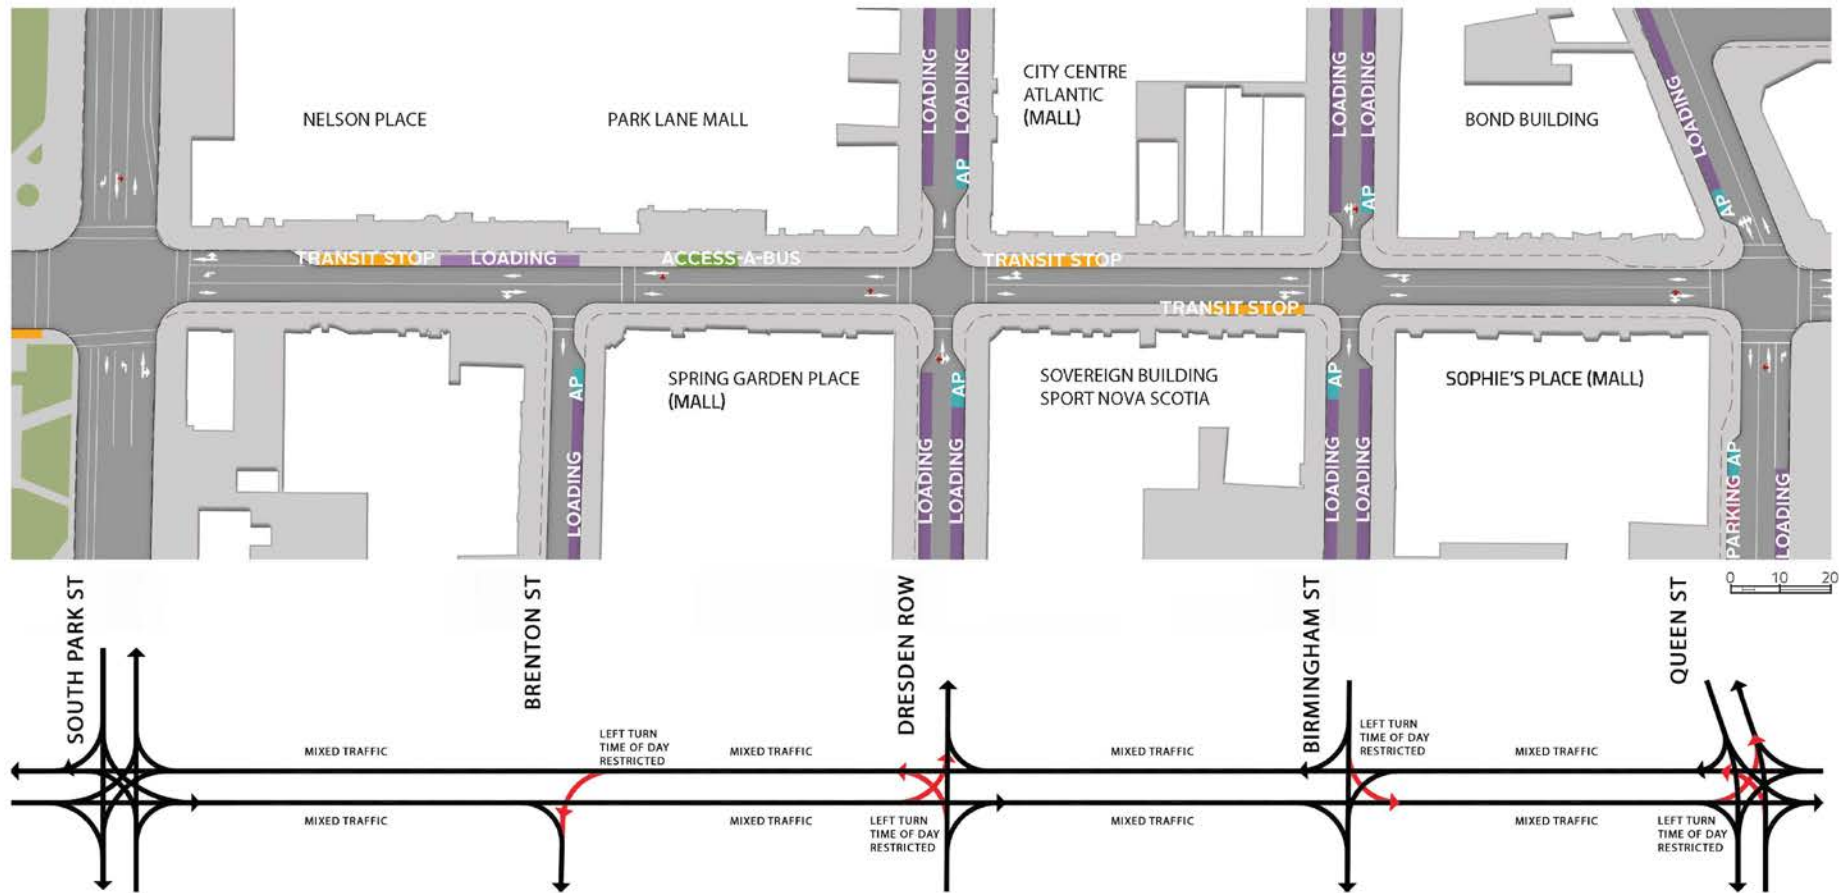 LOADING
LOADING
AP
CITY CENTRE
ATLANTIC
(MALL)
LOADING
LOADING
AP
LOADING
AP
NELSON PLACE
PARK LANE MALL
BOND BUILDING
TRANSIT STOP
LOADING
ACCESS-A-BUS
TRANSIT STOP
TRANSIT STOP
AP
LOADING
SPRING GARDEN PLACE
(MALL)
AP
LOADING
LOADING
SOVEREIGN BUILDING
SPORT NOVA SCOTIA
AP
LOADING
LOADING
SOPHIE'S PLACE (MALL)
PARKING AP
LOADING
0 10 20
SOUTH PARK ST
BRENTON ST
DRESDEN ROW
BIRMINGHAM ST
QUEEN ST
MIXED TRAFFIC
LEFT TURN
TIME OF DAY
RESTRICTED
MIXED TRAFFIC
MIXED TRAFFIC
LEFT TURN
TIME OF DAY
RESTRICTED
MIXED TRAFFIC
MIXED TRAFFIC
MIXED TRAFFIC
LEFT TURN
TIME OF DAY
RESTRICTED
MIXED TRAFFIC
MIXED TRAFFIC
LEFT TURN
TIME OF DAY
RESTRICTED